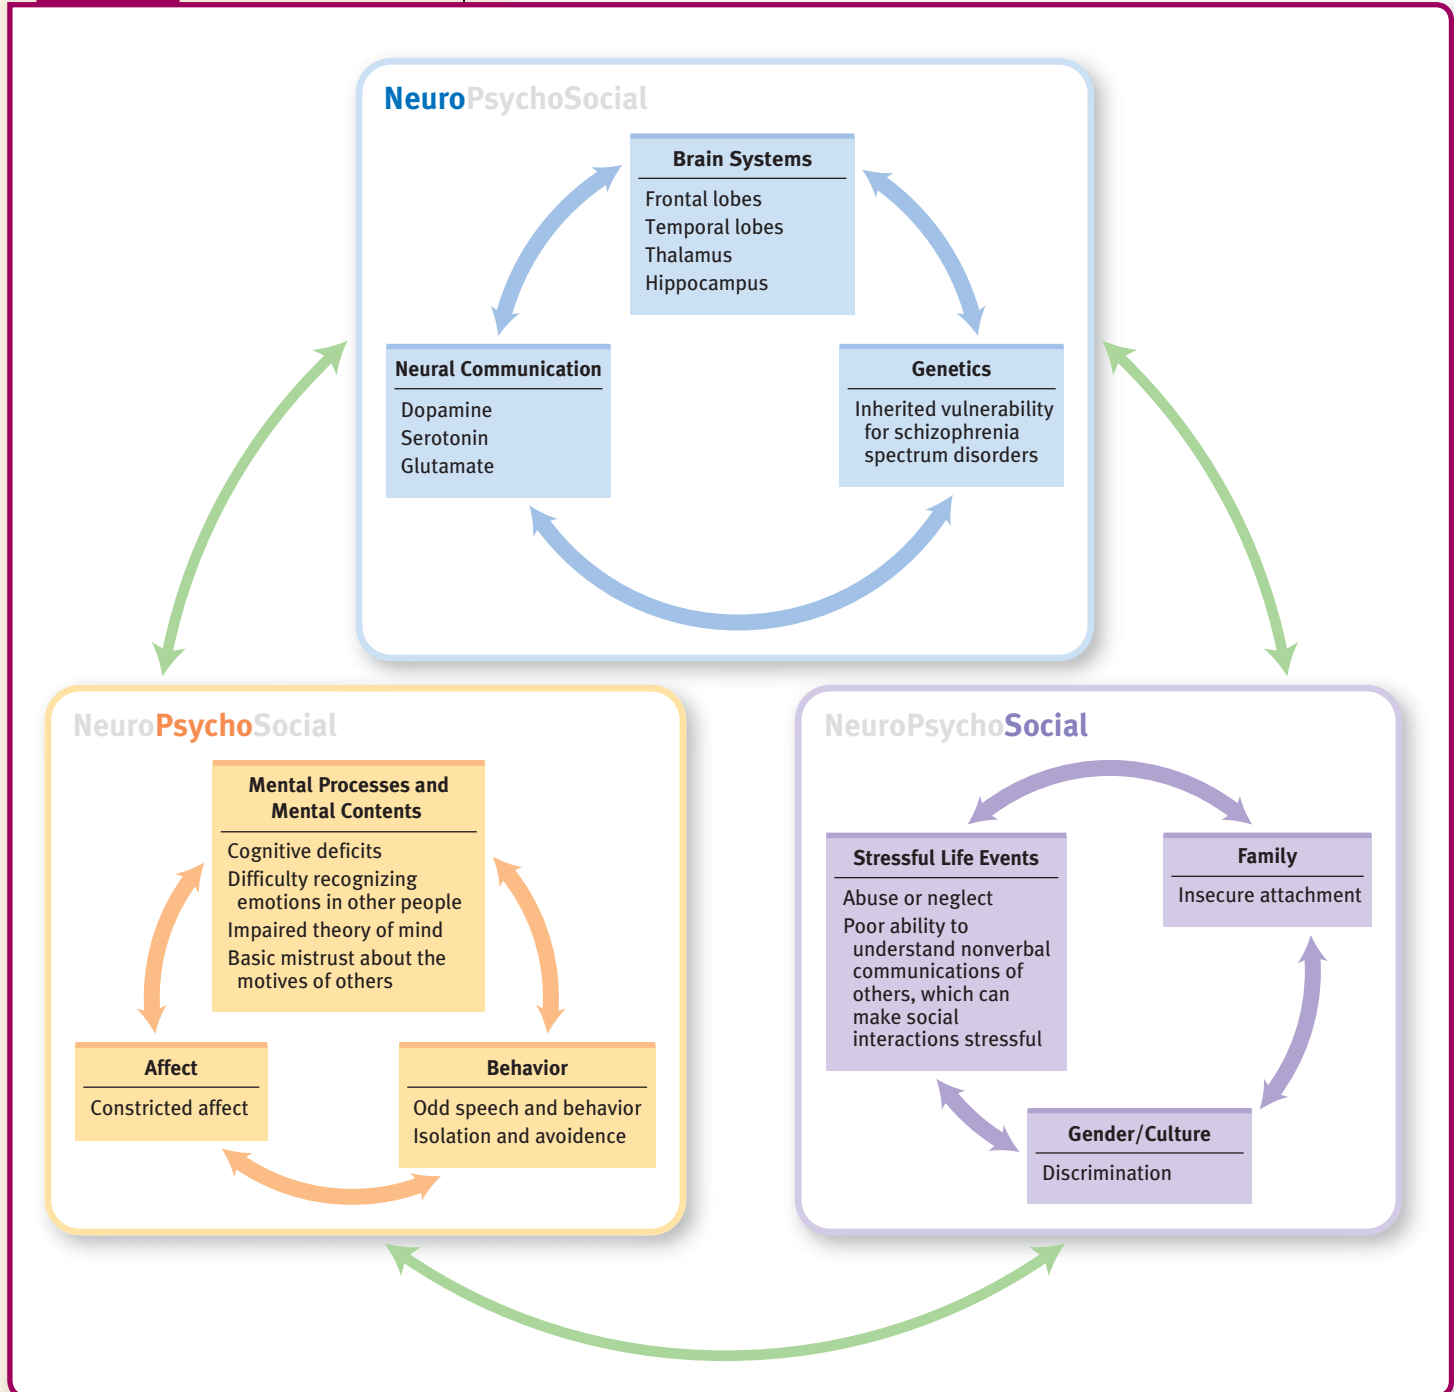 NeuroPsychoSocial
Brain Systems
Frontal lobes
Temporal lobes
Thalamus
Hippocampus
Neural Communication
Dopamine
Serotonin
Glutamate
Genetics
Inherited vulnerability
for schizophrenia
spectrum disorders
NeuroPsychoSocial
Mental Processes and
Mental Contents
Cognitive deficits
Difficulty recognizing
emotions in other people
Impaired theory of mind
Basic mistrust about the
motives of others
Affect
Constricted affect
Behavior
Odd speech and behavior
Isolation and avoidence
NeuroPsychoSocial
Stressful Life Events
Abuse or neglect
Poor ability to
understand nonverbal
communications of
others, which can
make social
interactions stressful
Family
Insecure attachment
Gender/Culture
Discrimination